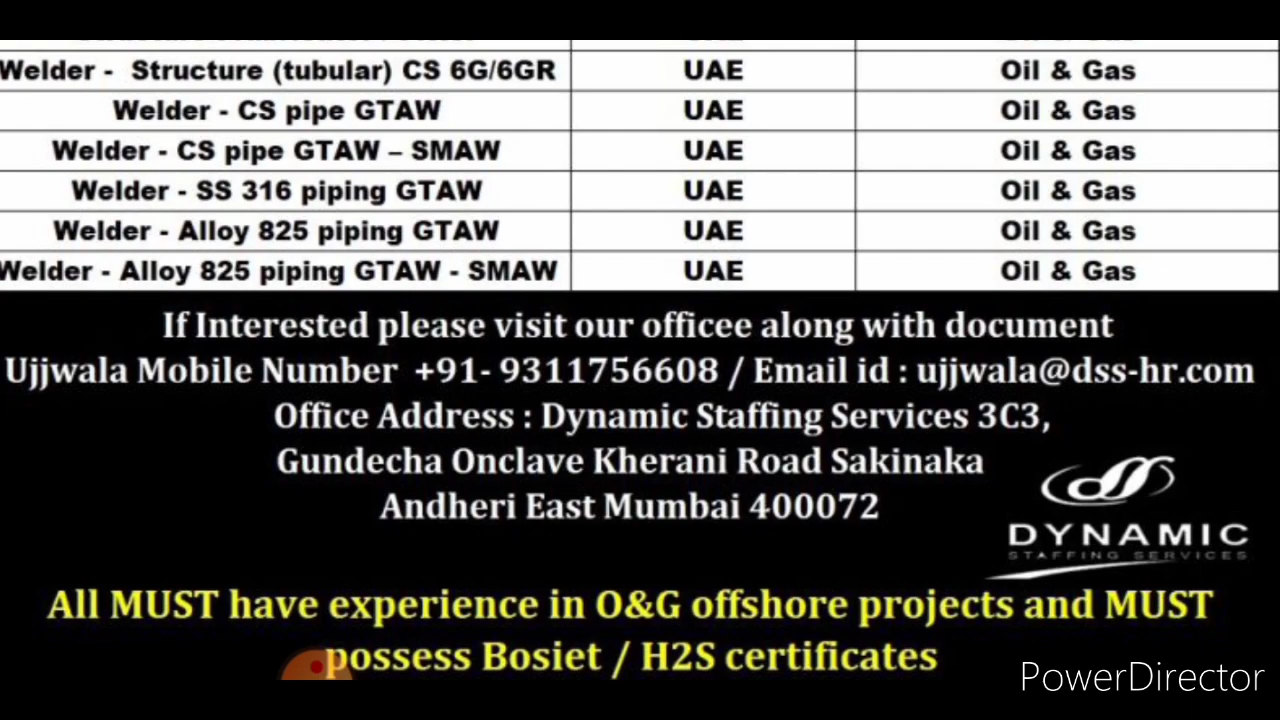 Welder - Structure (tubular) CS 6G/6GR UAE Oil & Gas
Welder - CS pipe GTAW UAE Oil & Gas
Welder - CS pipe GTAW – SMAW UAE Oil & Gas
Welder - SS 316 piping GTAW UAE Oil & Gas
Welder - Alloy 825 piping GTAW UAE Oil & Gas
Welder - Alloy 825 piping GTAW - SMAW UAE Oil & Gas
If Interested please visit our officee along with document
Ujjwala Mobile Number +91- 9311756608 / Email id : ujjwala@dss-hr.com
Office Address : Dynamic Staffing Services 3C3,
Gundecha Onclave Kherani Road Sakinaka
Andheri East Mumbai 400072
dss
DYNAMIC
STAFFING SERVICES
All MUST have experience in O&G offshore projects and MUST
possess Bosiet / H2S certificates
PowerDirector